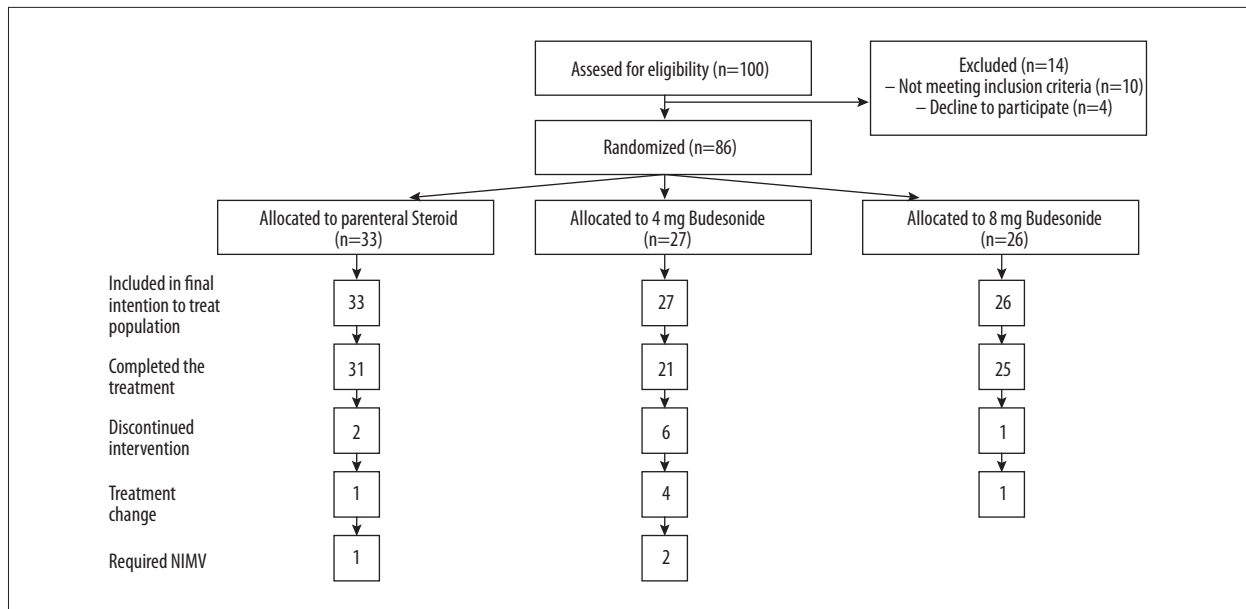 Assesed for eligibility (n=100)
Excluded (n=14)
– Not meeting inclusion criteria (n=10)
– Decline to participate (n=4)
Randomized (n=86)
Allocated to parenteral Steroid
(n=33)
Allocated to 4 mg Budesonide
(n=27)
Allocated to 8 mg Budesonide
(n=26)
Included in final
intention to treat
population
33
27
26
Completed the
treatment
31
21
25
Discontinued
intervention
2
6
1
Treatment
change
1
4
1
Required NIMV
1
2